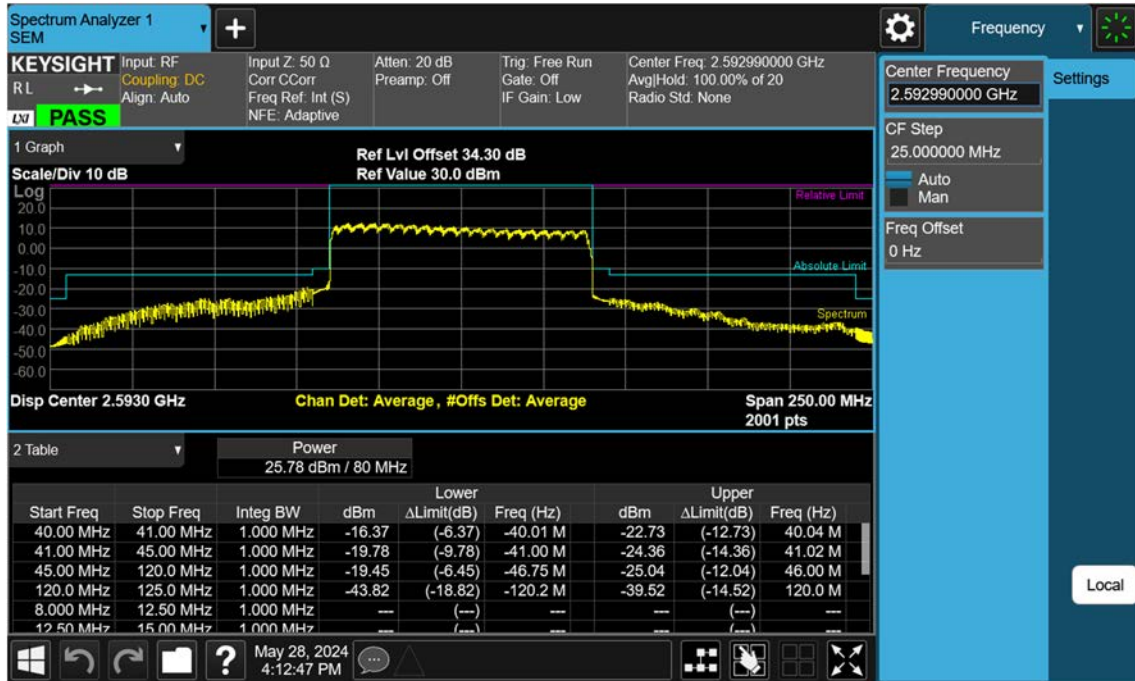 Spectrum Analyzer 1
SEM
+
Frequency
KEYSIGHT
R L
LXI
PASS
Input: RF
Coupling: DC
Align: Auto
Input Z: 50 Ω
Corr CCorr
Freq Ref: Int (S)
NFE: Adaptive
Atten: 20 dB
Preamp: Off
Trig: Free Run
Gate: Off
IF Gain: Low
Center Freq: 2.592990000 GHz
Avg|Hold: 100.00% of 20
Radio Std: None
Center Frequency
2.592990000 GHz
Settings
CF Step
25.000000 MHz
Auto
Man
Freq Offset
0 Hz
Local
1 Graph
Scale/Div 10 dB
Ref Lvl Offset 34.30 dB
Ref Value 30.0 dBm
Log
20.0
10.0
0.00
-10.0
-20.0
-30.0
-40.0
-50.0
-60.0
Relative Limit
Absolute Limit
Spectrum
Disp Center 2.5930 GHz
Chan Det: Average, #Offs Det: Average
Span 250.00 MHz
2001 pts
2 Table
Power
25.78 dBm / 80 MHz
Lower Upper
Start Freq Stop Freq Integ BW dBm ΔLimit(dB) Freq (Hz) dBm ΔLimit(dB) Freq (Hz)
40.00 MHz 41.00 MHz 1.000 MHz -16.37 (-6.37) -40.01 M -22.73 (-12.73) 40.04 M
41.00 MHz 45.00 MHz 1.000 MHz -19.78 (-9.78) -41.00 M -24.36 (-14.36) 41.02 M
45.00 MHz 120.0 MHz 1.000 MHz -19.45 (-6.45) -46.75 M -25.04 (-12.04) 46.00 M
120.0 MHz 125.0 MHz 1.000 MHz -43.82 (-18.82) -120.2 M -39.52 (-14.52) 120.0 M
8.000 MHz 12.50 MHz 1.000 MHz --- (---) --- --- (---) ---
12.50 MHz 15.00 MHz 1.000 MHz --- (---) --- --- (---) ---
?
May 28, 2024
4:12:47 PM